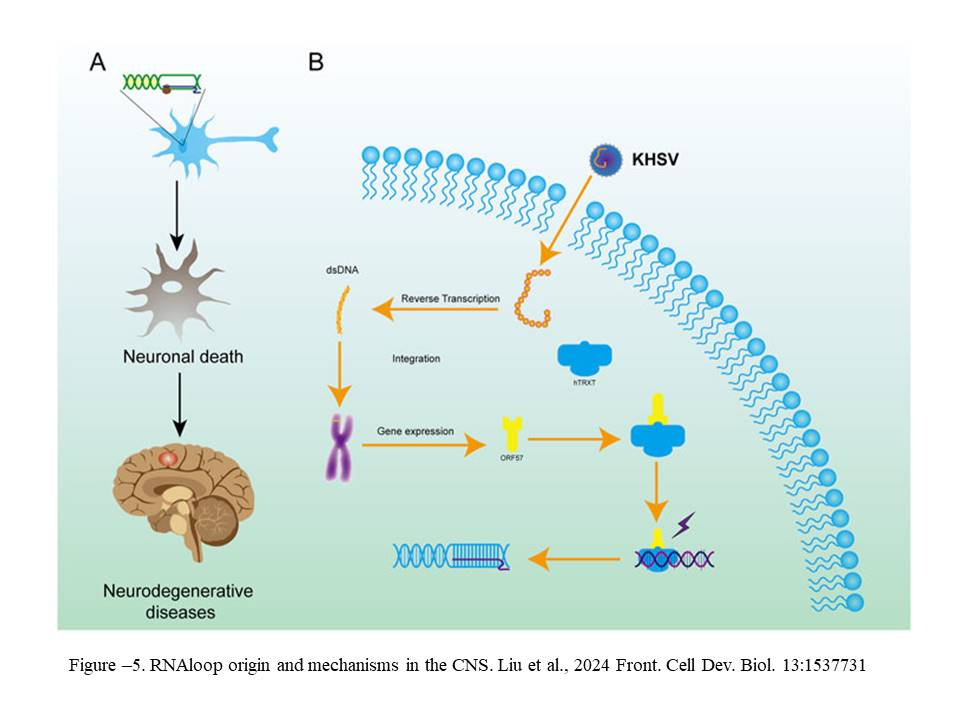 A
B
KHSV
dsDNA
Reverse Transcription
Neuronal death
Integration
hTRXT
Gene expression
ORF57
Neurodegenerative
diseases
Figure –5. RNAloop origin and mechanisms in the CNS. Liu et al., 2024 Front. Cell Dev. Biol. 13:1537731